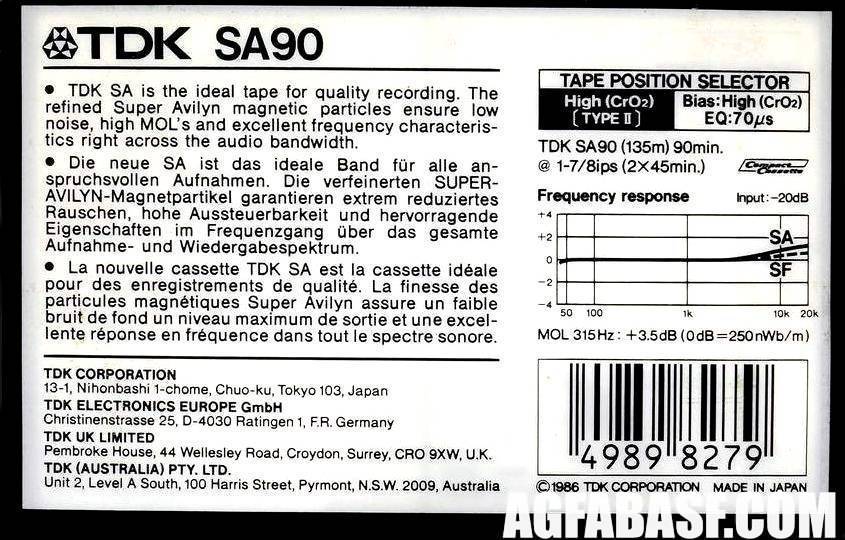 TDK SA90
● TDK SA is the ideal tape for quality recording. The
refined Super Avilyn magnetic particles ensure low
noise, high MOL's and excellent frequency characteris-
tics right across the audio bandwidth.
● Die neue SA ist das ideale Band für alle an-
spruchsvollen Aufnahmen. Die verfeinerten SUPER-
AVILYN-Magnetpartikel garantieren extrem reduziertes
Rauschen, hohe Aussteuerbarkeit und hervorragende
Eigenschaften im Frequenzgang über das gesamte
Aufnahme- und Wiedergabespektrum.
● La nouvelle cassette TDK SA est la cassette idéale
pour des enregistrements de qualité. La finesse des
particules magnétiques Super Avilyn assure un faible
bruit de fond un niveau maximum de sortie et une excel-
lente réponse en fréquence dans tout le spectre sonore.
TDK CORPORATION
13-1, Nihonbashi 1-chome, Chuo-ku, Tokyo 103, Japan
TDK ELECTRONICS EUROPE GmbH
Christinenstrasse 25, D-4030 Ratingen 1, F.R. Germany
TDK UK LIMITED
Pembroke House, 44 Wellesley Road, Croydon, Surrey, CRO 9XW, U.K.
TDK (AUSTRALIA) PTY. LTD.
Unit 2, Level A South, 100 Harris Street, Pyrmont, N.S.W. 2009, Australia
TAPE POSITION SELECTOR
High (CrO2)
[TYPE II]
Bias: High (CrO2)
EQ: 70µs
TDK SA90 (135m) 90min.
@ 1-7/8ips (2×45min.)
Compact Cassette
Frequency response Input: -20dB
+4
+2
0
-2
-4
SA
SF
50 100 1k 10k 20k
MOL 315Hz: +3.5dB (0dB=250nWb/m)
4989 8279
©1986 TDK CORPORATION MADE IN JAPAN
AGFABASF.COM